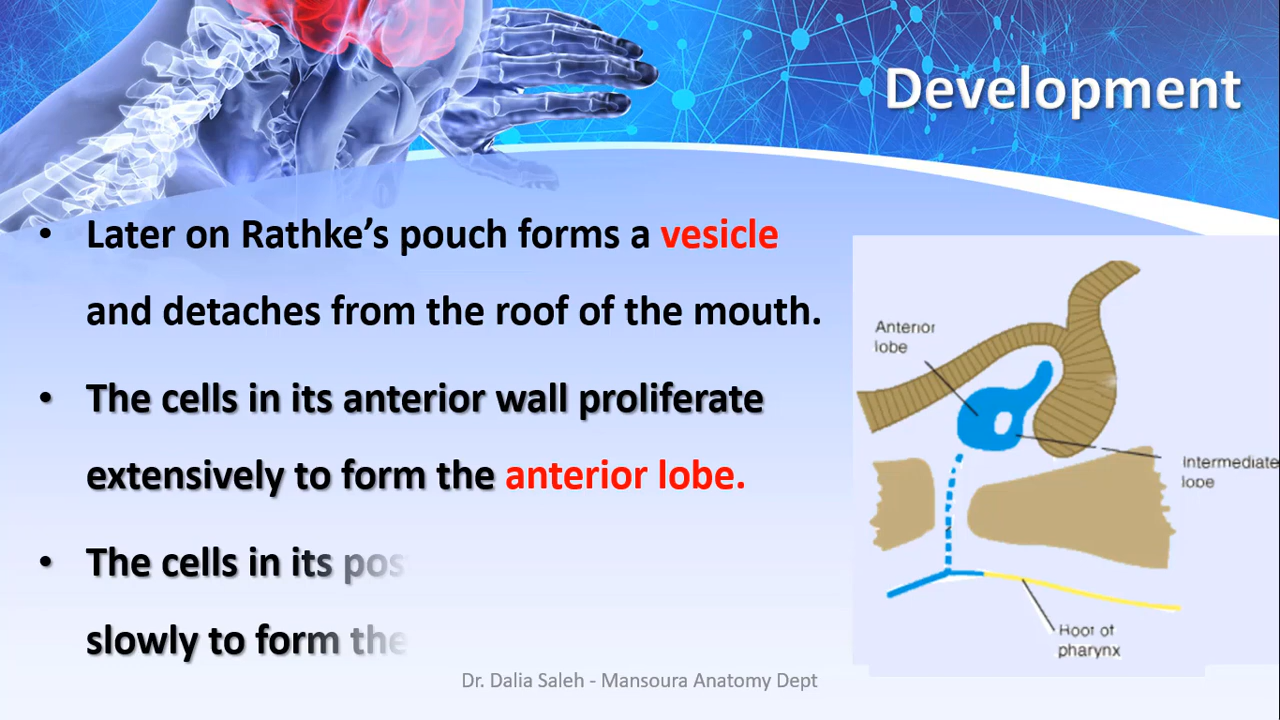 Development
• Later on Rathke’s pouch forms a vesicle
and detaches from the roof of the mouth.
• The cells in its anterior wall proliferate
extensively to form the anterior lobe.
• The cells in its
slowly to form the
Anterior
lobe
Intermediate
lobe
Roof of
pharynx
Dr. Dalia Saleh - Mansoura Anatomy Dept